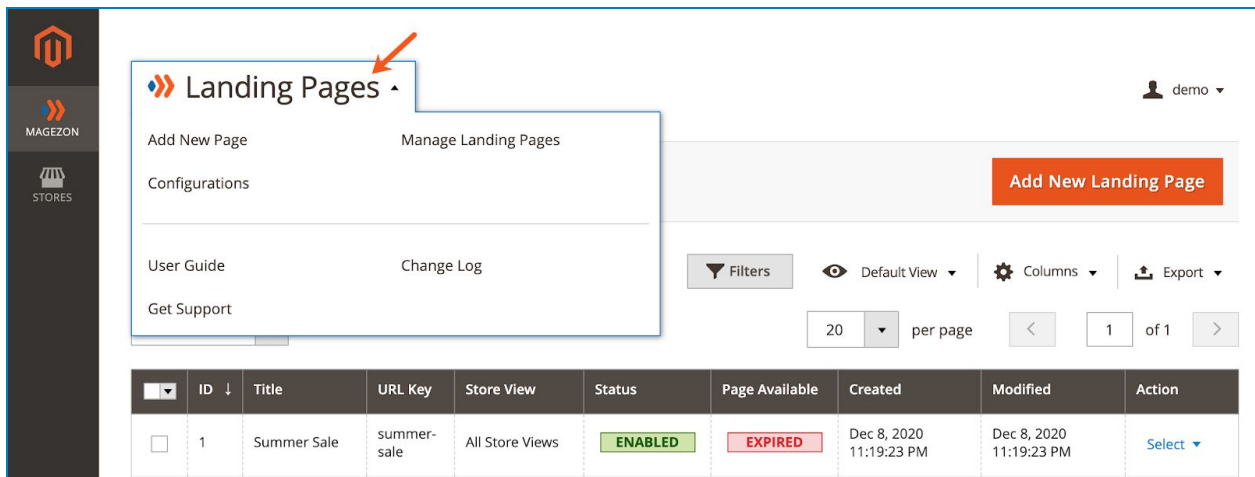 MAGEZON
STORES
Landing Pages
demo
Add New Page Manage Landing Pages
Configurations
Add New Landing Page
User Guide Change Log
Get Support
Filters Default View Columns Export
20 per page 1 of 1
ID ↓ Title URL Key Store View Status Page Available Created Modified Action
1 Summer Sale summer- All Store Views ENABLED EXPIRED Dec 8, 2020 Dec 8, 2020 Select
sale 11:19:23 PM 11:19:23 PM